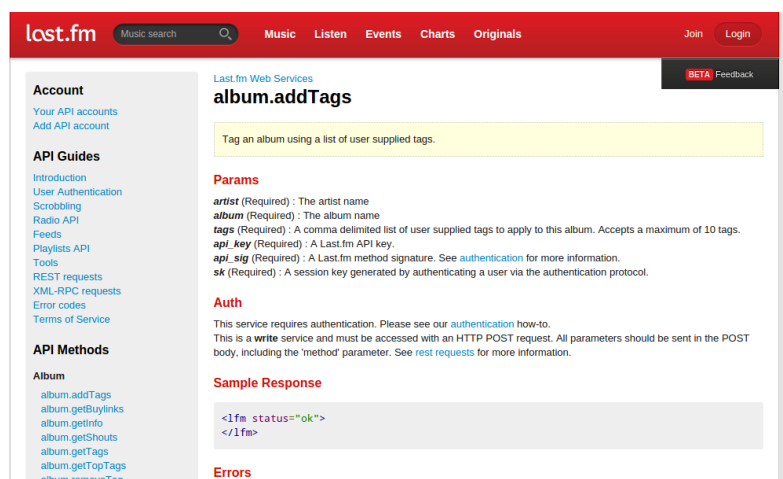 last.fm Music search Music Listen Events Charts Originals Join Login
BETA Feedback
Account
Your API accounts
Add API account
API Guides
Introduction
User Authentication
Scrobbling
Radio API
Feeds
Playlists API
Tools
REST requests
XML-RPC requests
Error codes
Terms of Service
API Methods
Album
album.addTags
album.getBuylinks
album.getInfo
album.getShouts
album.getTags
album.getTopTags
album.removeTag
Last.fm Web Services
album.addTags
Tag an album using a list of user supplied tags.
Params
artist (Required) : The artist name
album (Required) : The album name
tags (Required) : A comma delimited list of user supplied tags to apply to this album. Accepts a maximum of 10 tags.
api_key (Required) : A Last.fm API key.
api_sig (Required) : A Last.fm method signature. See authentication for more information.
sk (Required) : A session key generated by authenticating a user via the authentication protocol.
Auth
This service requires authentication. Please see our authentication how-to.
This is a write service and must be accessed with an HTTP POST request. All parameters should be sent in the POST
body, including the 'method' parameter. See rest requests for more information.
Sample Response
<lfm status="ok">
</lfm>
Errors